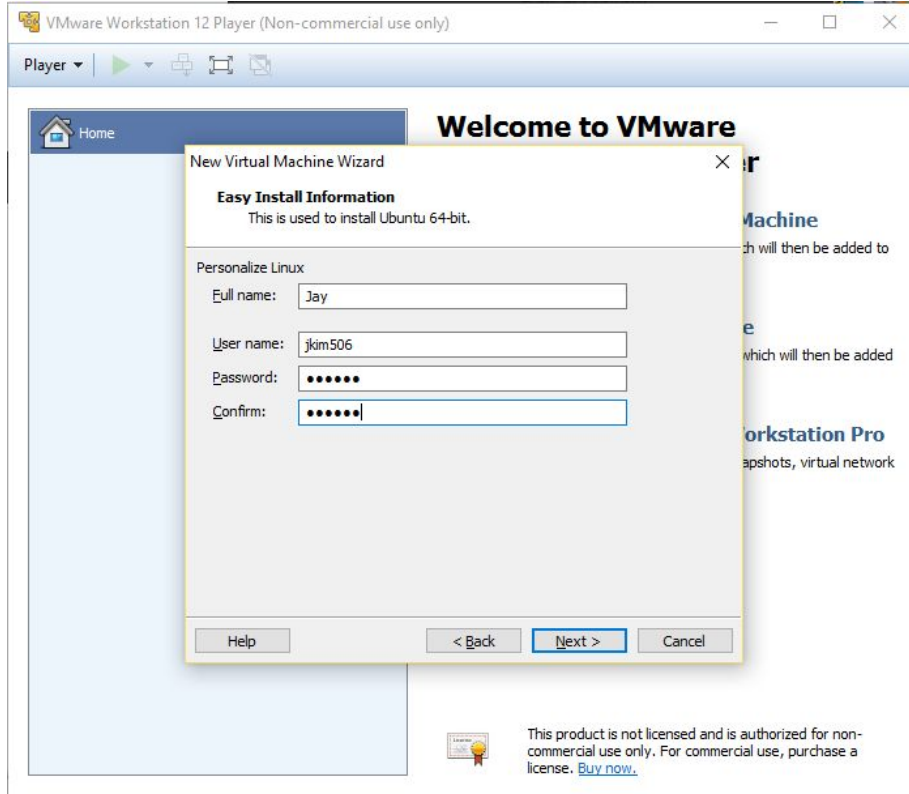 VMware Workstation 12 Player (Non-commercial use only)
Player
Home
Welcome to VMware
r
Machine
ch will then be added to
e
which will then be added
orkstation Pro
apshots, virtual network
New Virtual Machine Wizard
Easy Install Information
This is used to install Ubuntu 64-bit.
Personalize Linux
Full name: Jay
User name: jkim506
Password: ●●●●●●
Confirm: ●●●●●●
Help < Back Next > Cancel
This product is not licensed and is authorized for non-
commercial use only. For commercial use, purchase a
license. Buy now.